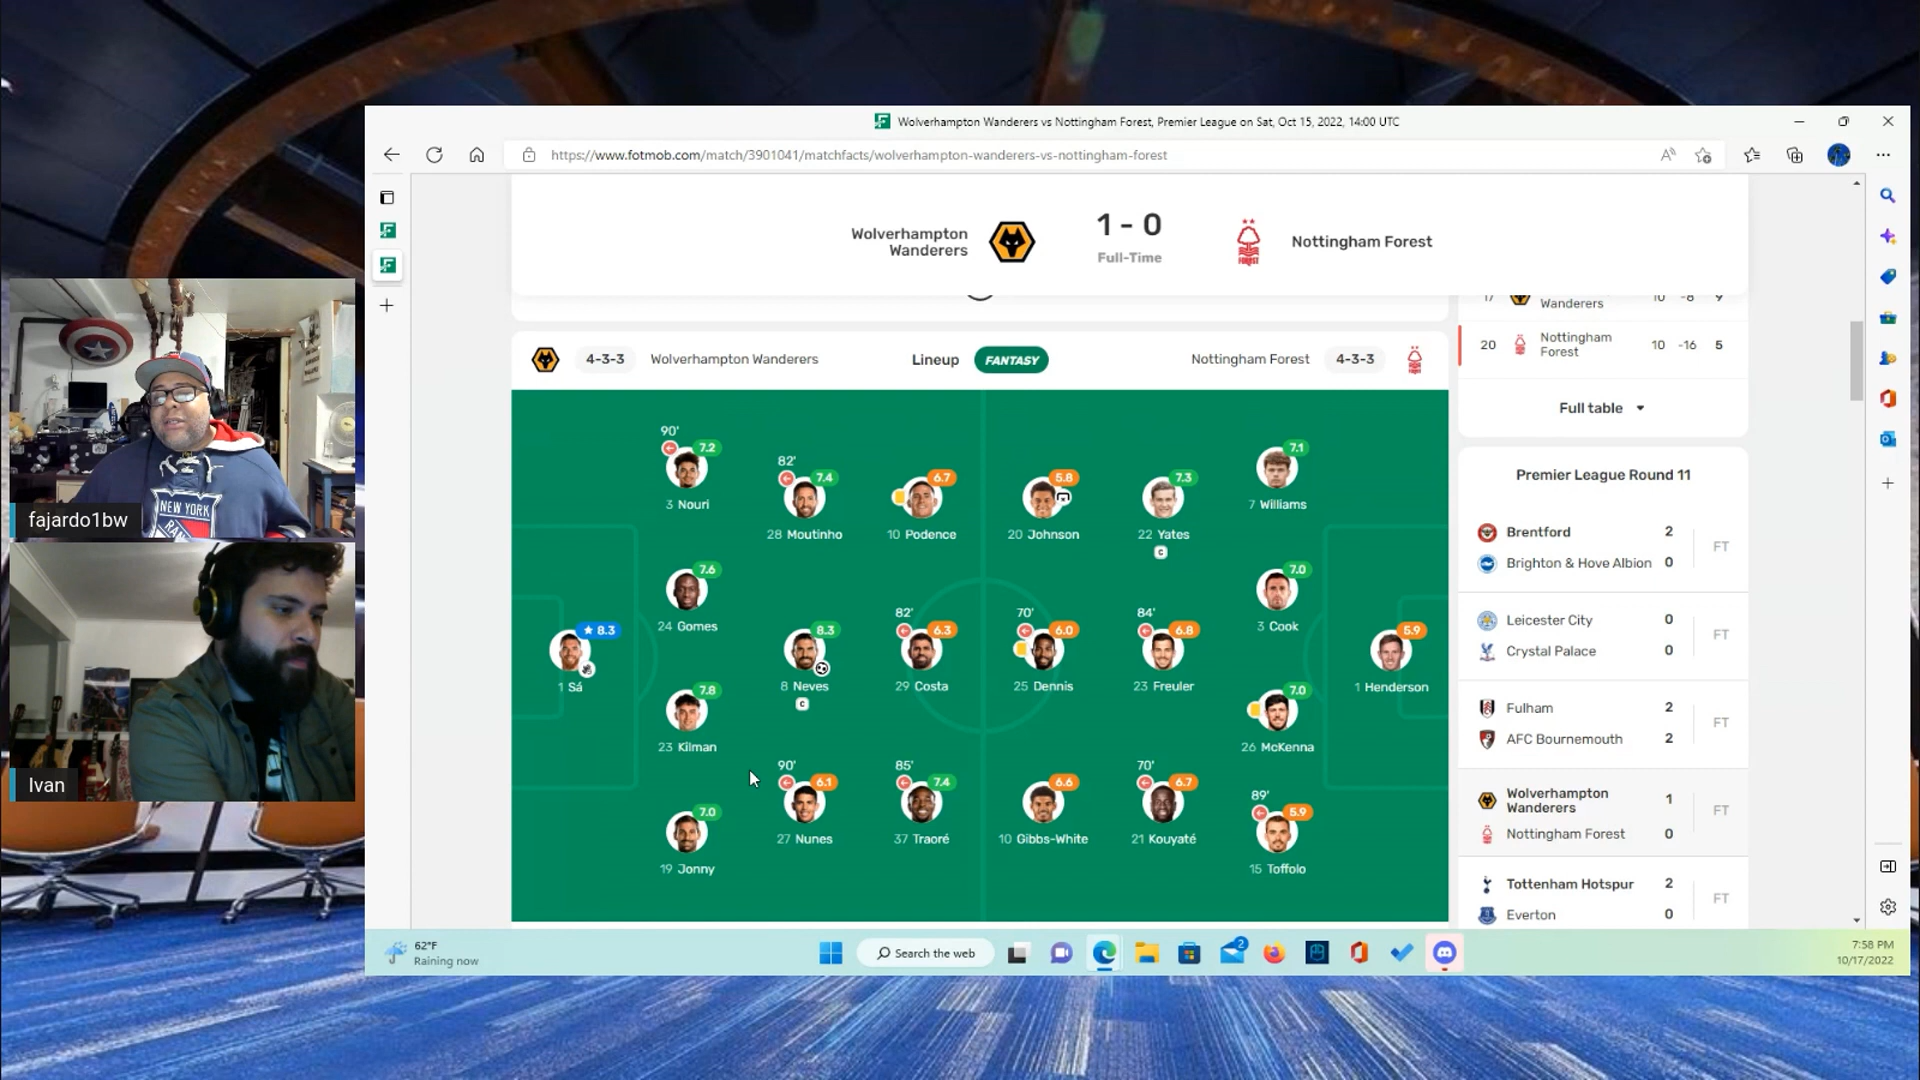 Wolverhampton Wanderers vs Nottingham Forest, Premier League on Sat, Oct 15, 2022, 14:00 UTC
https://www.fotmob.com/match/3901041/matchfacts/wolverhampton-wanderers-vs-nottingham-forest
Wolverhampton
Wanderers
1 - 0
Full-Time
Nottingham Forest
FOREST
17 Wanderers 10 -8 9
20 Nottingham
Forest 10 -16 5
Full table
4-3-3 Wolverhampton Wanderers Lineup FANTASY Nottingham Forest 4-3-3
90'
7.2
3 Nouri
82'
7.4
28 Moutinho
6.7
10 Podence
5.8
20 Johnson
7.3
22 Yates
C
7.1
7 Williams
7.6
24 Gomes
7.0
3 Cook
8.3
1 Sá
8.3
8 Neves
C
82'
6.3
29 Costa
70'
6.0
25 Dennis
84'
6.8
23 Freuler
5.9
1 Henderson
7.8
23 Kilman
7.0
26 McKenna
90'
6.1
27 Nunes
85'
7.4
37 Traoré
6.6
10 Gibbs-White
70'
6.7
21 Kouyaté
7.0
19 Jonny
89'
5.9
15 Toffolo
Premier League Round 11
Brentford 2
Brighton & Hove Albion 0
FT
Leicester City 0
Crystal Palace 0
FT
Fulham 2
AFC Bournemouth 2
FT
Wolverhampton
Wanderers 1
Nottingham Forest 0
FT
Tottenham Hotspur 2
Everton 0
FT
NEW YORK
fajardo1bw
Ivan
62°F
Raining now
Search the web
2
7:58 PM
10/17/2022